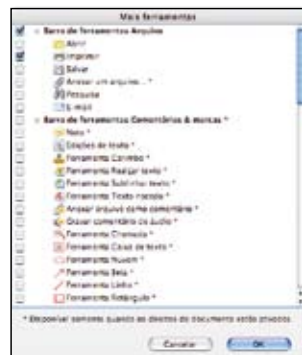 Mais ferramentas
Barra de ferramentas Arquivo
Abrir
Imprimir
Salvar
Anexar um arquivo... *
Pesquisa
E-mail
Barra de ferramentas Comentários & marcas *
Nota *
Edições de texto *
Ferramenta Carimbo *
Ferramenta Realçar texto *
Ferramenta Sublinhar texto *
Ferramenta Texto riscado *
Anexar arquivo como comentário *
Gravar comentário de áudio *
Ferramenta Chamada *
Ferramenta Caixa de texto *
Ferramenta Nuvem *
Ferramenta Seta *
Ferramenta Linha *
Ferramenta Retângulo *
* Disponível somente quando os direitos do documento estão ativados
Cancelar
OK